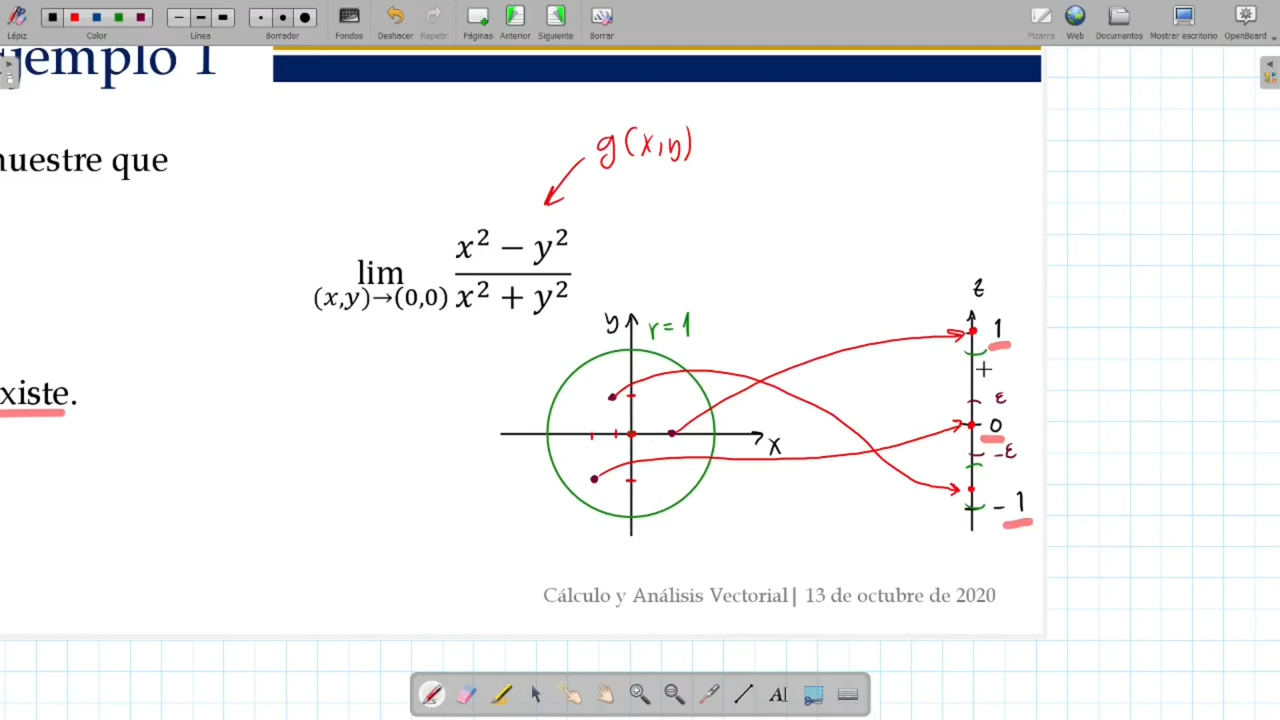 Lápiz Color Línea Borrador Fondos Deshacer Repetir Páginas Anterior Siguiente Borrar Pizarra Web Documentos Mostrar escritorio OpenBoard
jemplo 1
nuestre que
g(x,y)
lim (x,y)→(0,0) x² − y² / x² + y²
xiste.
y
r = 1
x
z
1
ε
0
-ε
-1
Cálculo y Análisis Vectorial| 13 de octubre de 2020
AI